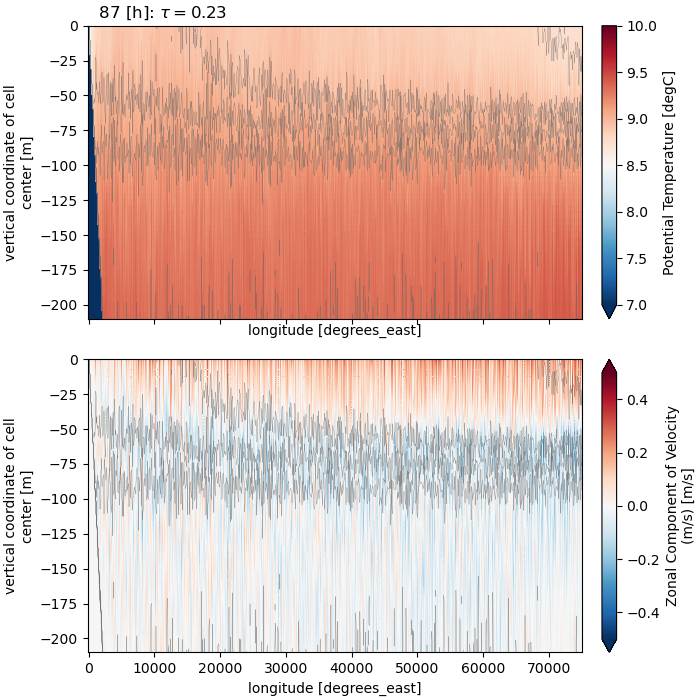 87 [h]: τ = 0.23
0
−25
−50
−75
−100
−125
−150
−175
−200
vertical coordinate of cell
center [m]
longitude [degrees_east]
10.0
9.5
9.0
8.5
8.0
7.5
7.0
Potential Temperature [degC]
0
−25
−50
−75
−100
−125
−150
−175
−200
vertical coordinate of cell
center [m]
0 10000 20000 30000 40000 50000 60000 70000
longitude [degrees_east]
0.4
0.2
0.0
−0.2
−0.4
Zonal Component of Velocity
(m/s) [m/s]